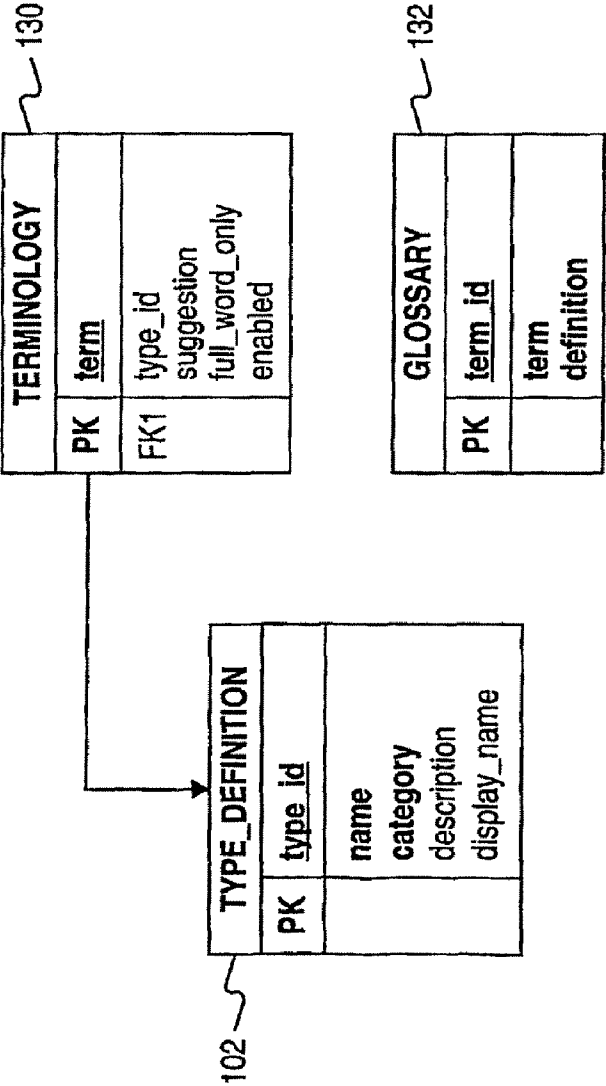 130
TERMINOLOGY
PK term
FK1 type_id
suggestion
full_word_only
enabled
102
TYPE_DEFINITION
PK type_id
name
category
description
display_name
132
GLOSSARY
PK term_id
term
definition